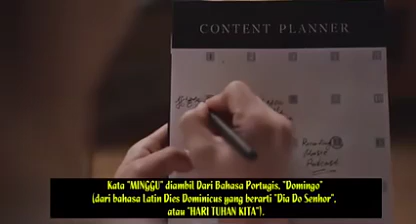 CONTENT PLANNER
Podcast
Kata "MINGGU" diambil Dari Bahasa Portugis, "Domingo"
(dari bahasa Latin Dies Dominicus yang berarti "Dia Do Senhor",
atau "HARI TUHAN KITA").